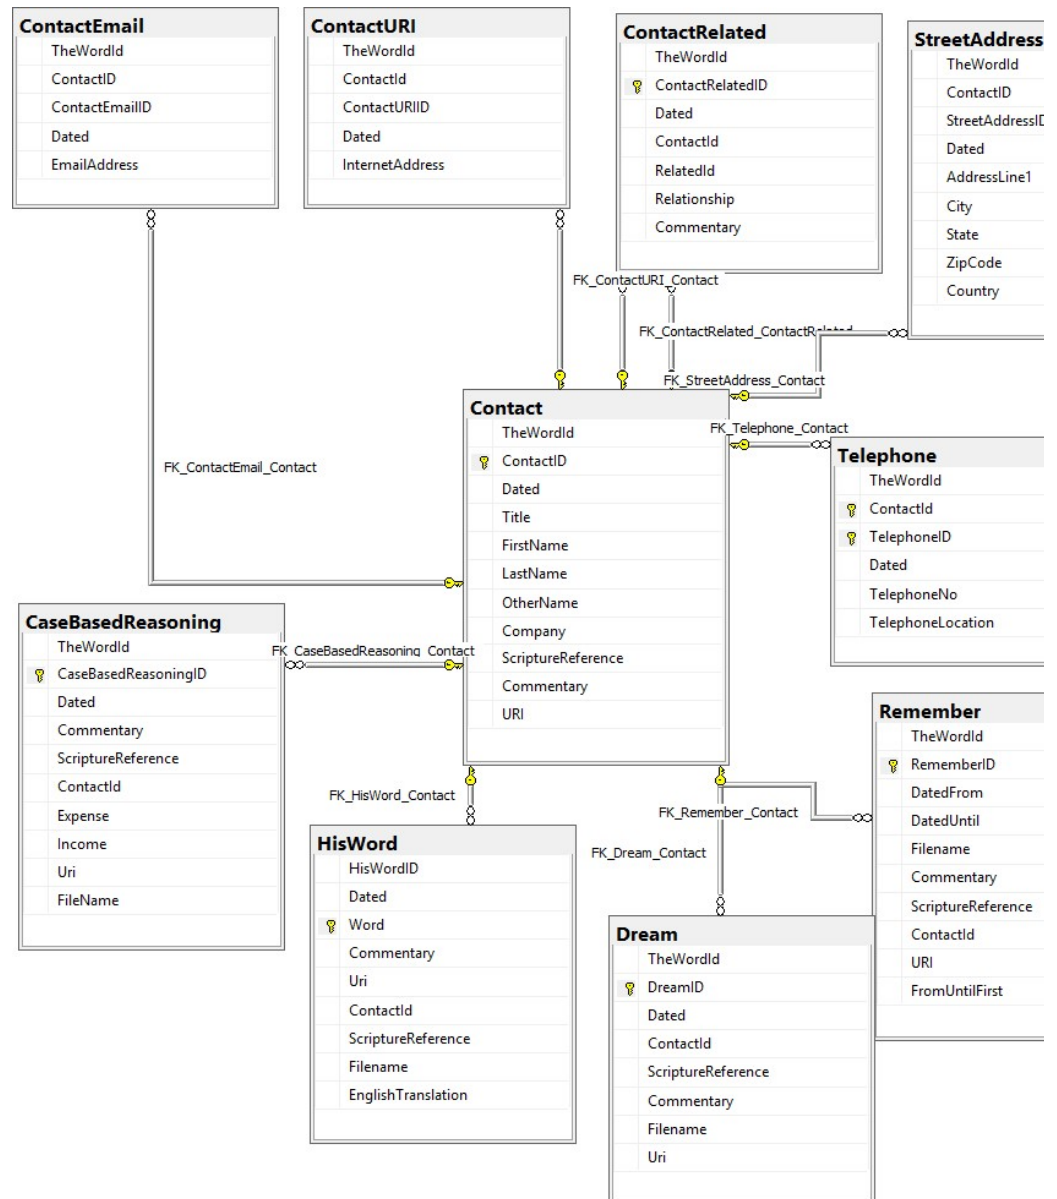 ContactEmail
TheWordId
ContactID
ContactEmailID
Dated
EmailAddress
ContactURI
TheWordId
ContactId
ContactURIID
Dated
InternetAddress
ContactRelated
TheWordId
ContactRelatedID
Dated
ContactId
RelatedId
Relationship
Commentary
StreetAddress
TheWordId
ContactID
StreetAddressID
Dated
AddressLine1
City
State
ZipCode
Country
FK_ContactURI_Contact
FK_ContactRelated_ContactRelated
FK_StreetAddress_Contact
FK_Telephone_Contact
FK_ContactEmail_Contact
Contact
TheWordId
ContactID
Dated
Title
FirstName
LastName
OtherName
Company
ScriptureReference
Commentary
URI
Telephone
TheWordId
ContactId
TelephoneID
Dated
TelephoneNo
TelephoneLocation
CaseBasedReasoning
TheWordId
CaseBasedReasoningID
Dated
Commentary
ScriptureReference
ContactId
Expense
Income
Uri
FileName
FK_CaseBasedReasoning_Contact
Remember
TheWordId
RememberID
DatedFrom
DatedUntil
Filename
Commentary
ScriptureReference
ContactId
URI
FromUntilFirst
FK_HisWord_Contact
FK_Remember_Contact
FK_Dream_Contact
HisWord
HisWordID
Dated
Word
Commentary
Uri
ContactId
ScriptureReference
Filename
EnglishTranslation
Dream
TheWordId
DreamID
Dated
ContactId
ScriptureReference
Commentary
Filename
Uri